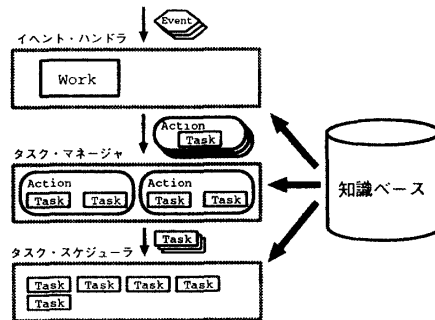 Event
イベント・ハンドラ
Work
Action
Task
タスク・マネージャ
Action
Task Task
Action
Task Task
知識ベース
Task
タスク・スケジューラ
Task Task Task Task
Task